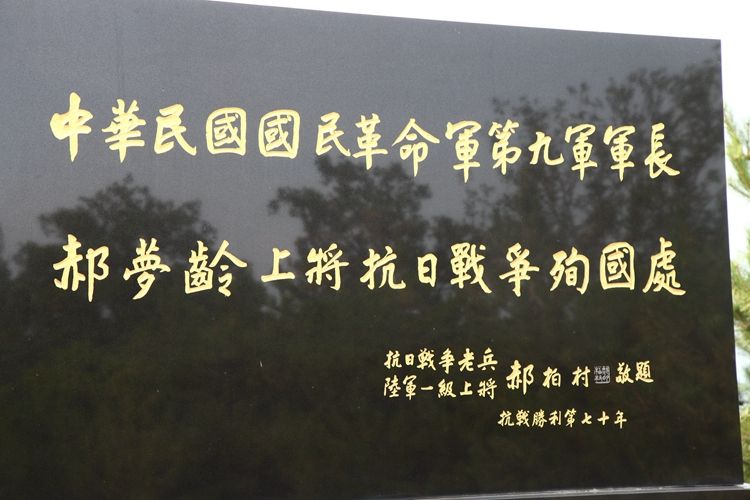 中華民國國民革命軍第九軍軍長
郝夢齡上將抗日戰爭殉國處
抗日戰爭老兵
陸軍一級上將
郝柏村 敬題
抗戰勝利第七十年